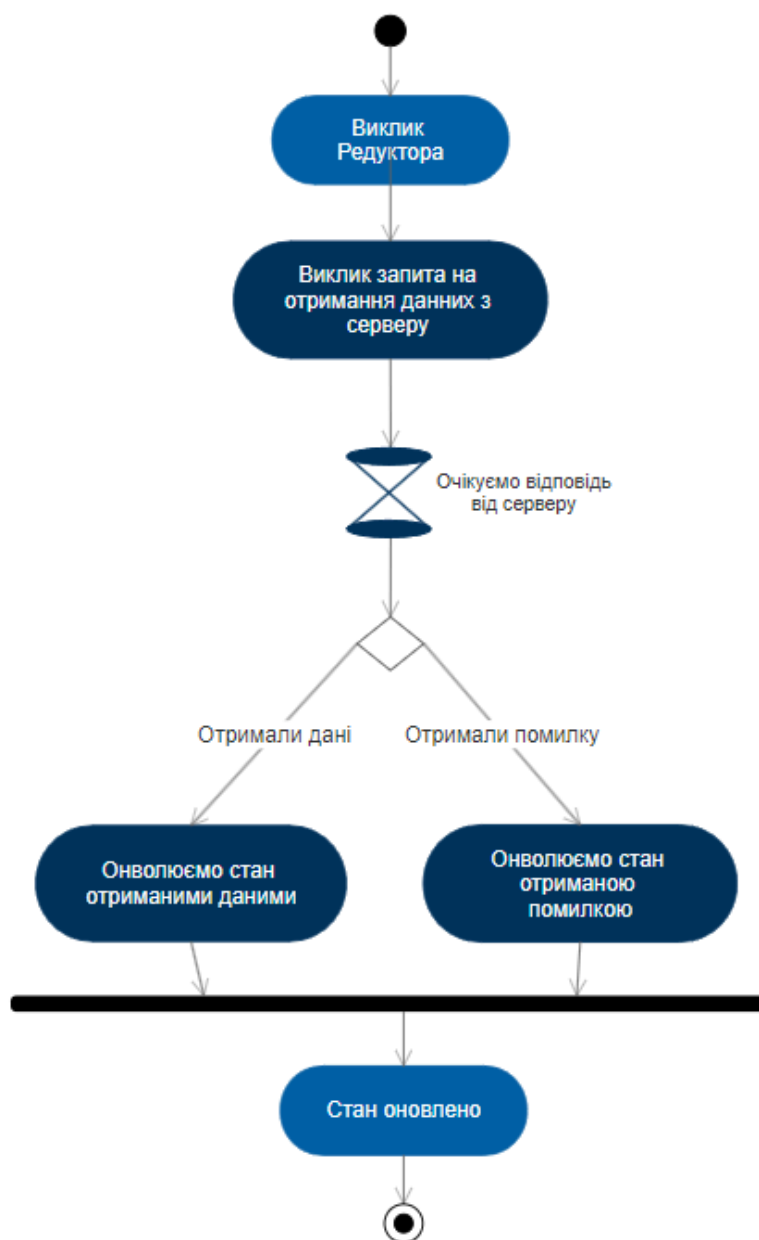 Виклик
Редуктора
Виклик запита на
отримання данних з
серверу
Очікуємо відповідь
від серверу
Отримали дані
Отримали помилку
Онволюємо стан
отриманими даними
Онволюємо стан
отриманою
помилкою
Стан оновлено